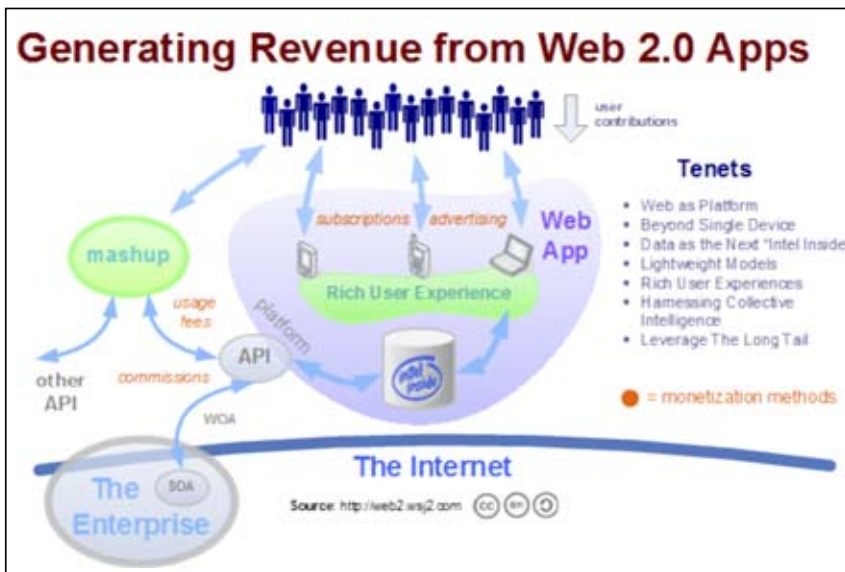 Generating Revenue from Web 2.0 Apps
user
contributions
Tenets
• Web as Platform
• Beyond Single Device
• Data as the Next "Intel Inside
• Lightweight Models
• Rich User Experiences
• Harnessing Collective
Intelligence
• Leverage The Long Tail
= monetization methods
subscriptions advertising
Web
App
mashup
Rich User Experience
usage
fees
platform
API
intel
inside
other
API
commissions
WOA
The Internet
The
Enterprise
SOA
Source: http://web2.wsj2.com
cc